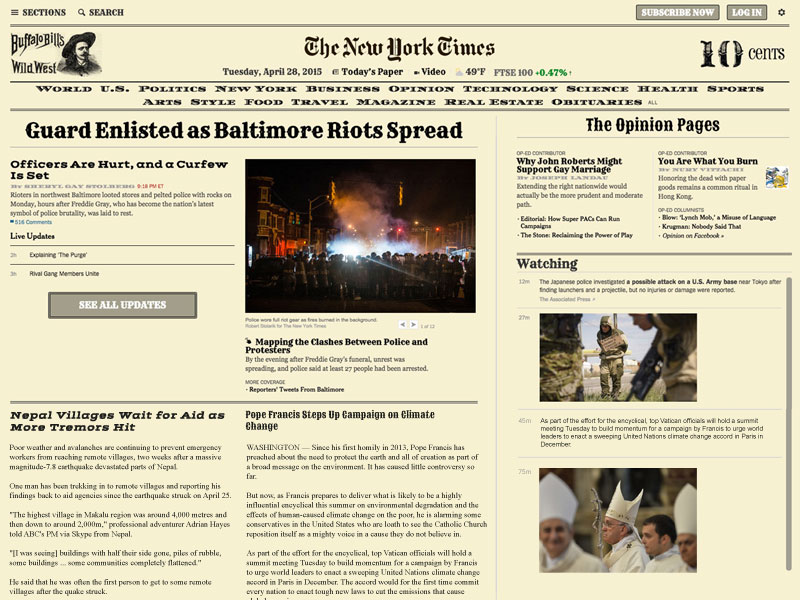 SECTIONS SEARCH SUBSCRIBE NOW LOG IN
Buffalo Bill's
Wild West
The New York Times
10 CENTS
Tuesday, April 28, 2015 Today's Paper Video 49°F FTSE 100 +0.47%↑
WORLD U.S. POLITICS NEW YORK BUSINESS OPINION TECHNOLOGY SCIENCE HEALTH SPORTS
ARTS STYLE FOOD TRAVEL MAGAZINE REAL ESTATE OBITUARIES ALL
Guard Enlisted as Baltimore Riots Spread
Officers Are Hurt, and a Curfew
Is Set
BY SHERYL GAY STOLBERG 9:18 PM ET
Rioters in northwest Baltimore looted stores and pelted police with rocks on
Monday, hours after Freddie Gray, who has become the nation's latest
symbol of police brutality, was laid to rest.
516 Comments
Live Updates
2h Explaining 'The Purge'
3h Rival Gang Members Unite
SEE ALL UPDATES
Police wore full riot gear as fires burned in the background.
Robert Stolarik for The New York Times
1 of 12
Mapping the Clashes Between Police and
Protesters
By the evening after Freddie Gray's funeral, unrest was
spreading, and police said at least 27 people had been arrested.
MORE COVERAGE
• Reporters' Tweets From Baltimore
Nepal Villages Wait for Aid as
More Tremors Hit
Poor weather and avalanches are continuing to prevent emergency
workers from reaching remote villages, two weeks after a massive
magnitude-7.8 earthquake devastated parts of Nepal.
One man has been trekking in to remote villages and reporting his
findings back to aid agencies since the earthquake struck on April 25.
"The highest village in Makalu region was around 4,000 metres and
then down to around 2,000m," professional adventurer Adrian Hayes
told ABC's PM via Skype from Nepal.
"[I was seeing] buildings with half their side gone, piles of rubble,
some buildings ... some communities completely flattened."
He said that he was often the first person to get to some remote
villages after the quake struck.
Pope Francis Steps Up Campaign on Climate
Change
WASHINGTON — Since his first homily in 2013, Pope Francis has
preached about the need to protect the earth and all of creation as part of
a broad message on the environment. It has caused little controversy so
far.
But now, as Francis prepares to deliver what is likely to be a highly
influential encyclical this summer on environmental degradation and the
effects of human-caused climate change on the poor, he is alarming some
conservatives in the United States who are loath to see the Catholic Church
reposition itself as a mighty voice in a cause they do not believe in.
As part of the effort for the encyclical, top Vatican officials will hold a
summit meeting Tuesday to build momentum for a campaign by Francis
to urge world leaders to enact a sweeping United Nations climate change
accord in Paris in December. The accord would for the first time commit
every nation to enact tough new laws to cut the emissions that cause
The Opinion Pages
OP-ED CONTRIBUTOR
Why John Roberts Might
Support Gay Marriage
BY JOSEPH LANDAU
Extending the right nationwide would
actually be the more prudent and moderate
path.
• Editorial: How Super PACs Can Run
Campaigns
• The Stone: Reclaiming the Power of Play
OP-ED CONTRIBUTOR
You Are What You Burn
BY NURY VITTACHI
Honoring the dead with paper
goods remains a common ritual in
Hong Kong.
OP-ED COLUMNISTS
• Blow: 'Lynch Mob,' a Misuse of Language
• Krugman: Nobody Said That
• Opinion on Facebook »
Watching
12m The Japanese police investigated a possible attack on a U.S. Army base near Tokyo after
finding launchers and a projectile, but no injuries or damage were reported.
The Associated Press
27m
45m As part of the effort for the encyclical, top Vatican officials will hold a summit
meeting Tuesday to build momentum for a campaign by Francis to urge world
leaders to enact a sweeping United Nations climate change accord in Paris in
December.
75m